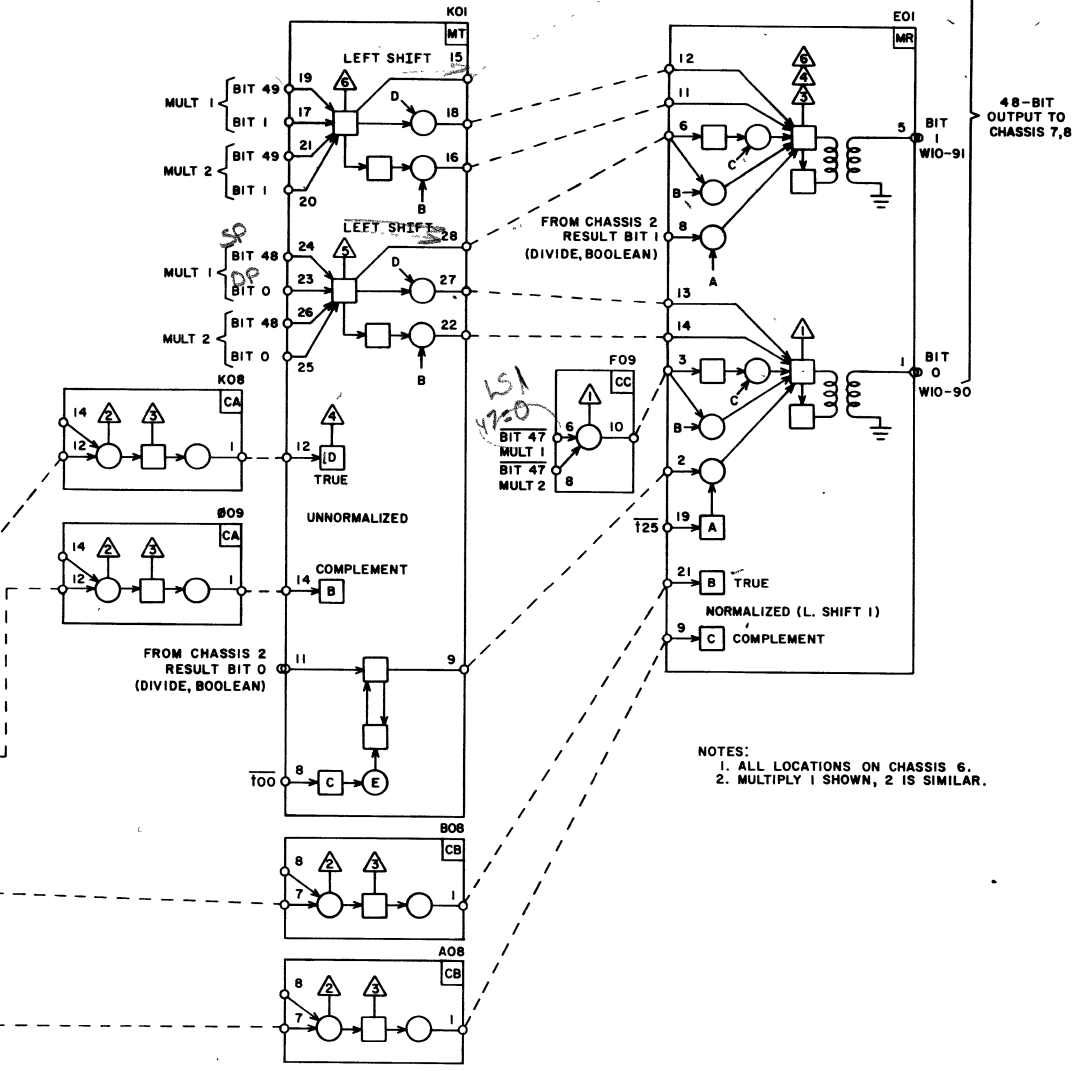 K01
MT
LEFT SHIFT
15
6
D
MULT 1
BIT 49
19
BIT 1
17
18
MULT 2
BIT 49
21
BIT 1
20
16
B
LEFT SHIFT
28
5
D
SP
DP
MULT 1
BIT 48
24
BIT 0
23
27
MULT 2
BIT 48
26
BIT 0
25
22
B
K08
CA
14
12
2
3
1
12
4
D
TRUE
UNNORMALIZED
Ø09
CA
14
12
2
3
1
COMPLEMENT
14
B
FROM CHASSIS 2
RESULT BIT 0
(DIVIDE, BOOLEAN)
11
9
t00
8
C
E
B08
CB
8
7
2
3
1
A08
CB
8
7
2
3
1
LS1
47=0
F09
CC
1
BIT 47
MULT 1
6
10
BIT 47
MULT 2
8
E01
MR
12
11
6
6
4
3
C
B
FROM CHASSIS 2
RESULT BIT 1
(DIVIDE, BOOLEAN)
8
A
5
BIT
1
W10-91
48-BIT
OUTPUT TO
CHASSIS 7,8
13
14
3
1
C
B
2
1
BIT
0
W10-90
t25
19
A
21
B
TRUE
NORMALIZED (L. SHIFT 1)
9
C
COMPLEMENT
NOTES:
1. ALL LOCATIONS ON CHASSIS 6.
2. MULTIPLY 1 SHOWN, 2 IS SIMILAR.